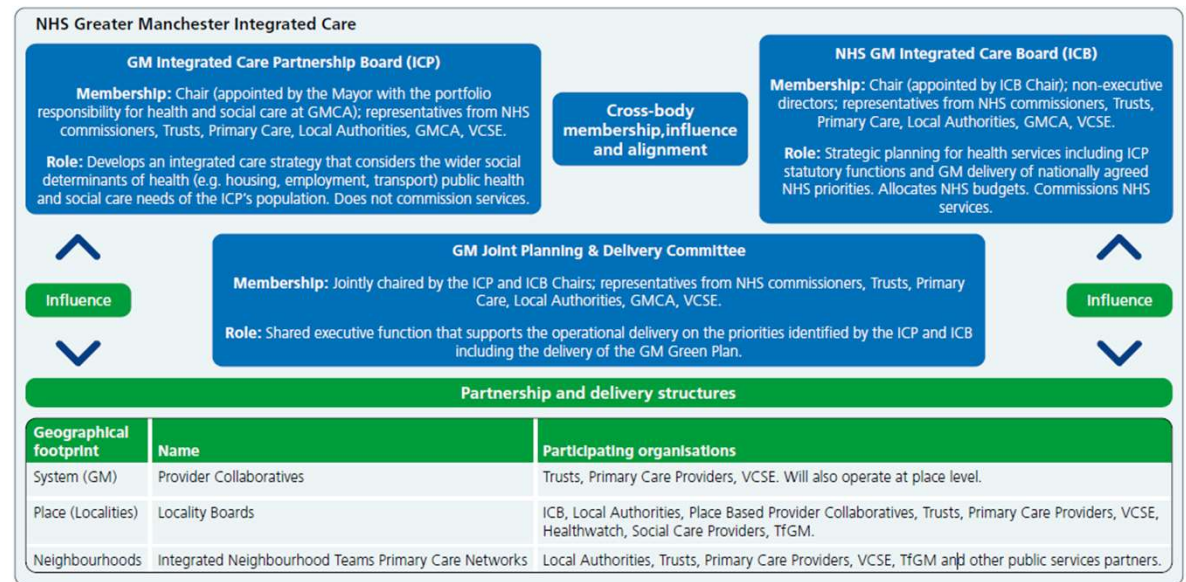 NHS Greater Manchester Integrated Care
GM Integrated Care Partnership Board (ICP)
Membership: Chair (appointed by the Mayor with the portfolio
responsibility for health and social care at GMCA); representatives from NHS
commissioners, Trusts, Primary Care, Local Authorities, GMCA, VCSE.
Role: Develops an integrated care strategy that considers the wider social
determinants of health (e.g. housing, employment, transport) public health
and social care needs of the ICP's population. Does not commission services.
Cross-body
membership,influence
and alignment
NHS GM Integrated Care Board (ICB)
Membership: Chair (appointed by ICB Chair); non-executive
directors; representatives from NHS commissioners, Trusts,
Primary Care, Local Authorities, GMCA, VCSE.
Role: Strategic planning for health services including ICP
statutory functions and GM delivery of nationally agreed
NHS priorities. Allocates NHS budgets. Commissions NHS
services.
Influence
GM Joint Planning & Delivery Committee
Membership: Jointly chaired by the ICP and ICB Chairs; representatives from NHS commissioners, Trusts, Primary
Care, Local Authorities, GMCA, VCSE.
Role: Shared executive function that supports the operational delivery on the priorities identified by the ICP and ICB
including the delivery of the GM Green Plan.
Influence
Partnership and delivery structures
Geographical
footprint
Name
Participating organisations
System (GM)
Provider Collaboratives
Trusts, Primary Care Providers, VCSE. Will also operate at place level.
Place (Localities)
Locality Boards
ICB, Local Authorities, Place Based Provider Collaboratives, Trusts, Primary Care Providers, VCSE,
Healthwatch, Social Care Providers, TfGM.
Neighbourhoods
Integrated Neighbourhood Teams Primary Care Networks
Local Authorities, Trusts, Primary Care Providers, VCSE, TfGM and other public services partners.